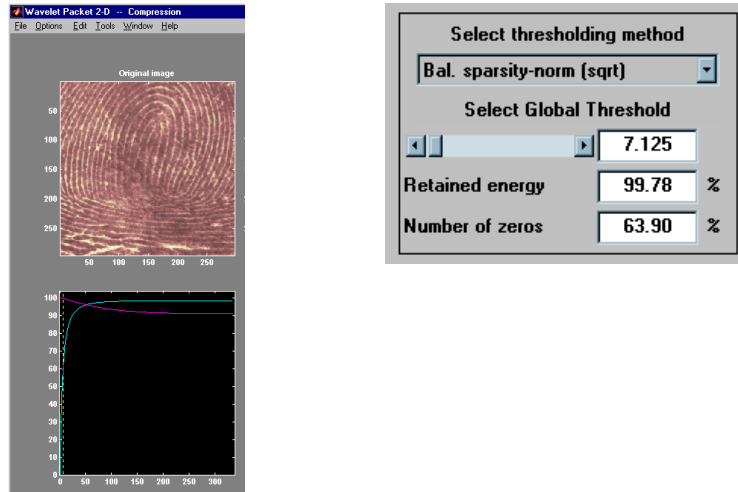 Wavelet Packet 2-D -- Compression
File Options Edit Tools Window Help
Original image
50
100
150
200
250
50 100 150 200 250
100
90
80
70
60
50
40
30
20
10
0
0 50 100 150 200 250 300
Select thresholding method
Bal. sparsity-norm (sqrt)
Select Global Threshold
7.125
Retained energy 99.78 %
Number of zeros 63.90 %